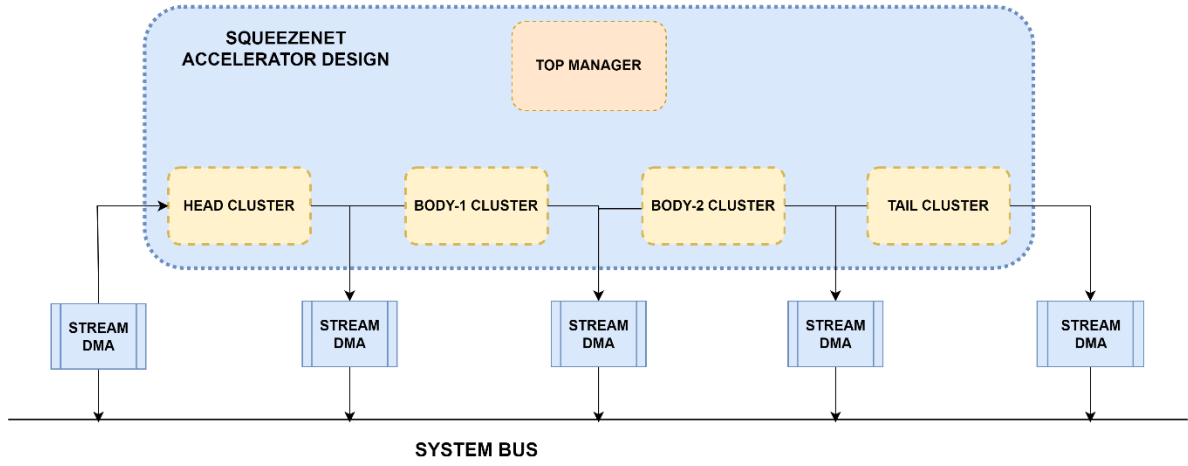 SQUEEZENET
ACCELERATOR DESIGN
TOP MANAGER
HEAD CLUSTER
BODY-1 CLUSTER
BODY-2 CLUSTER
TAIL CLUSTER
STREAM
DMA
STREAM
DMA
STREAM
DMA
STREAM
DMA
STREAM
DMA
SYSTEM BUS